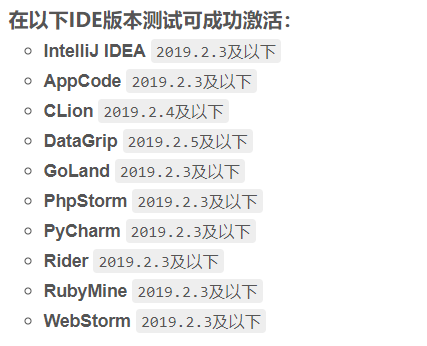 在以下IDE版本测试可成功激活：
IntelliJ IDEA 2019.2.3及以下
AppCode 2019.2.3及以下
CLion 2019.2.4及以下
DataGrip 2019.2.5及以下
GoLand 2019.2.3及以下
PhpStorm 2019.2.3及以下
PyCharm 2019.2.3及以下
Rider 2019.2.3及以下
RubyMine 2019.2.3及以下
WebStorm 2019.2.3及以下